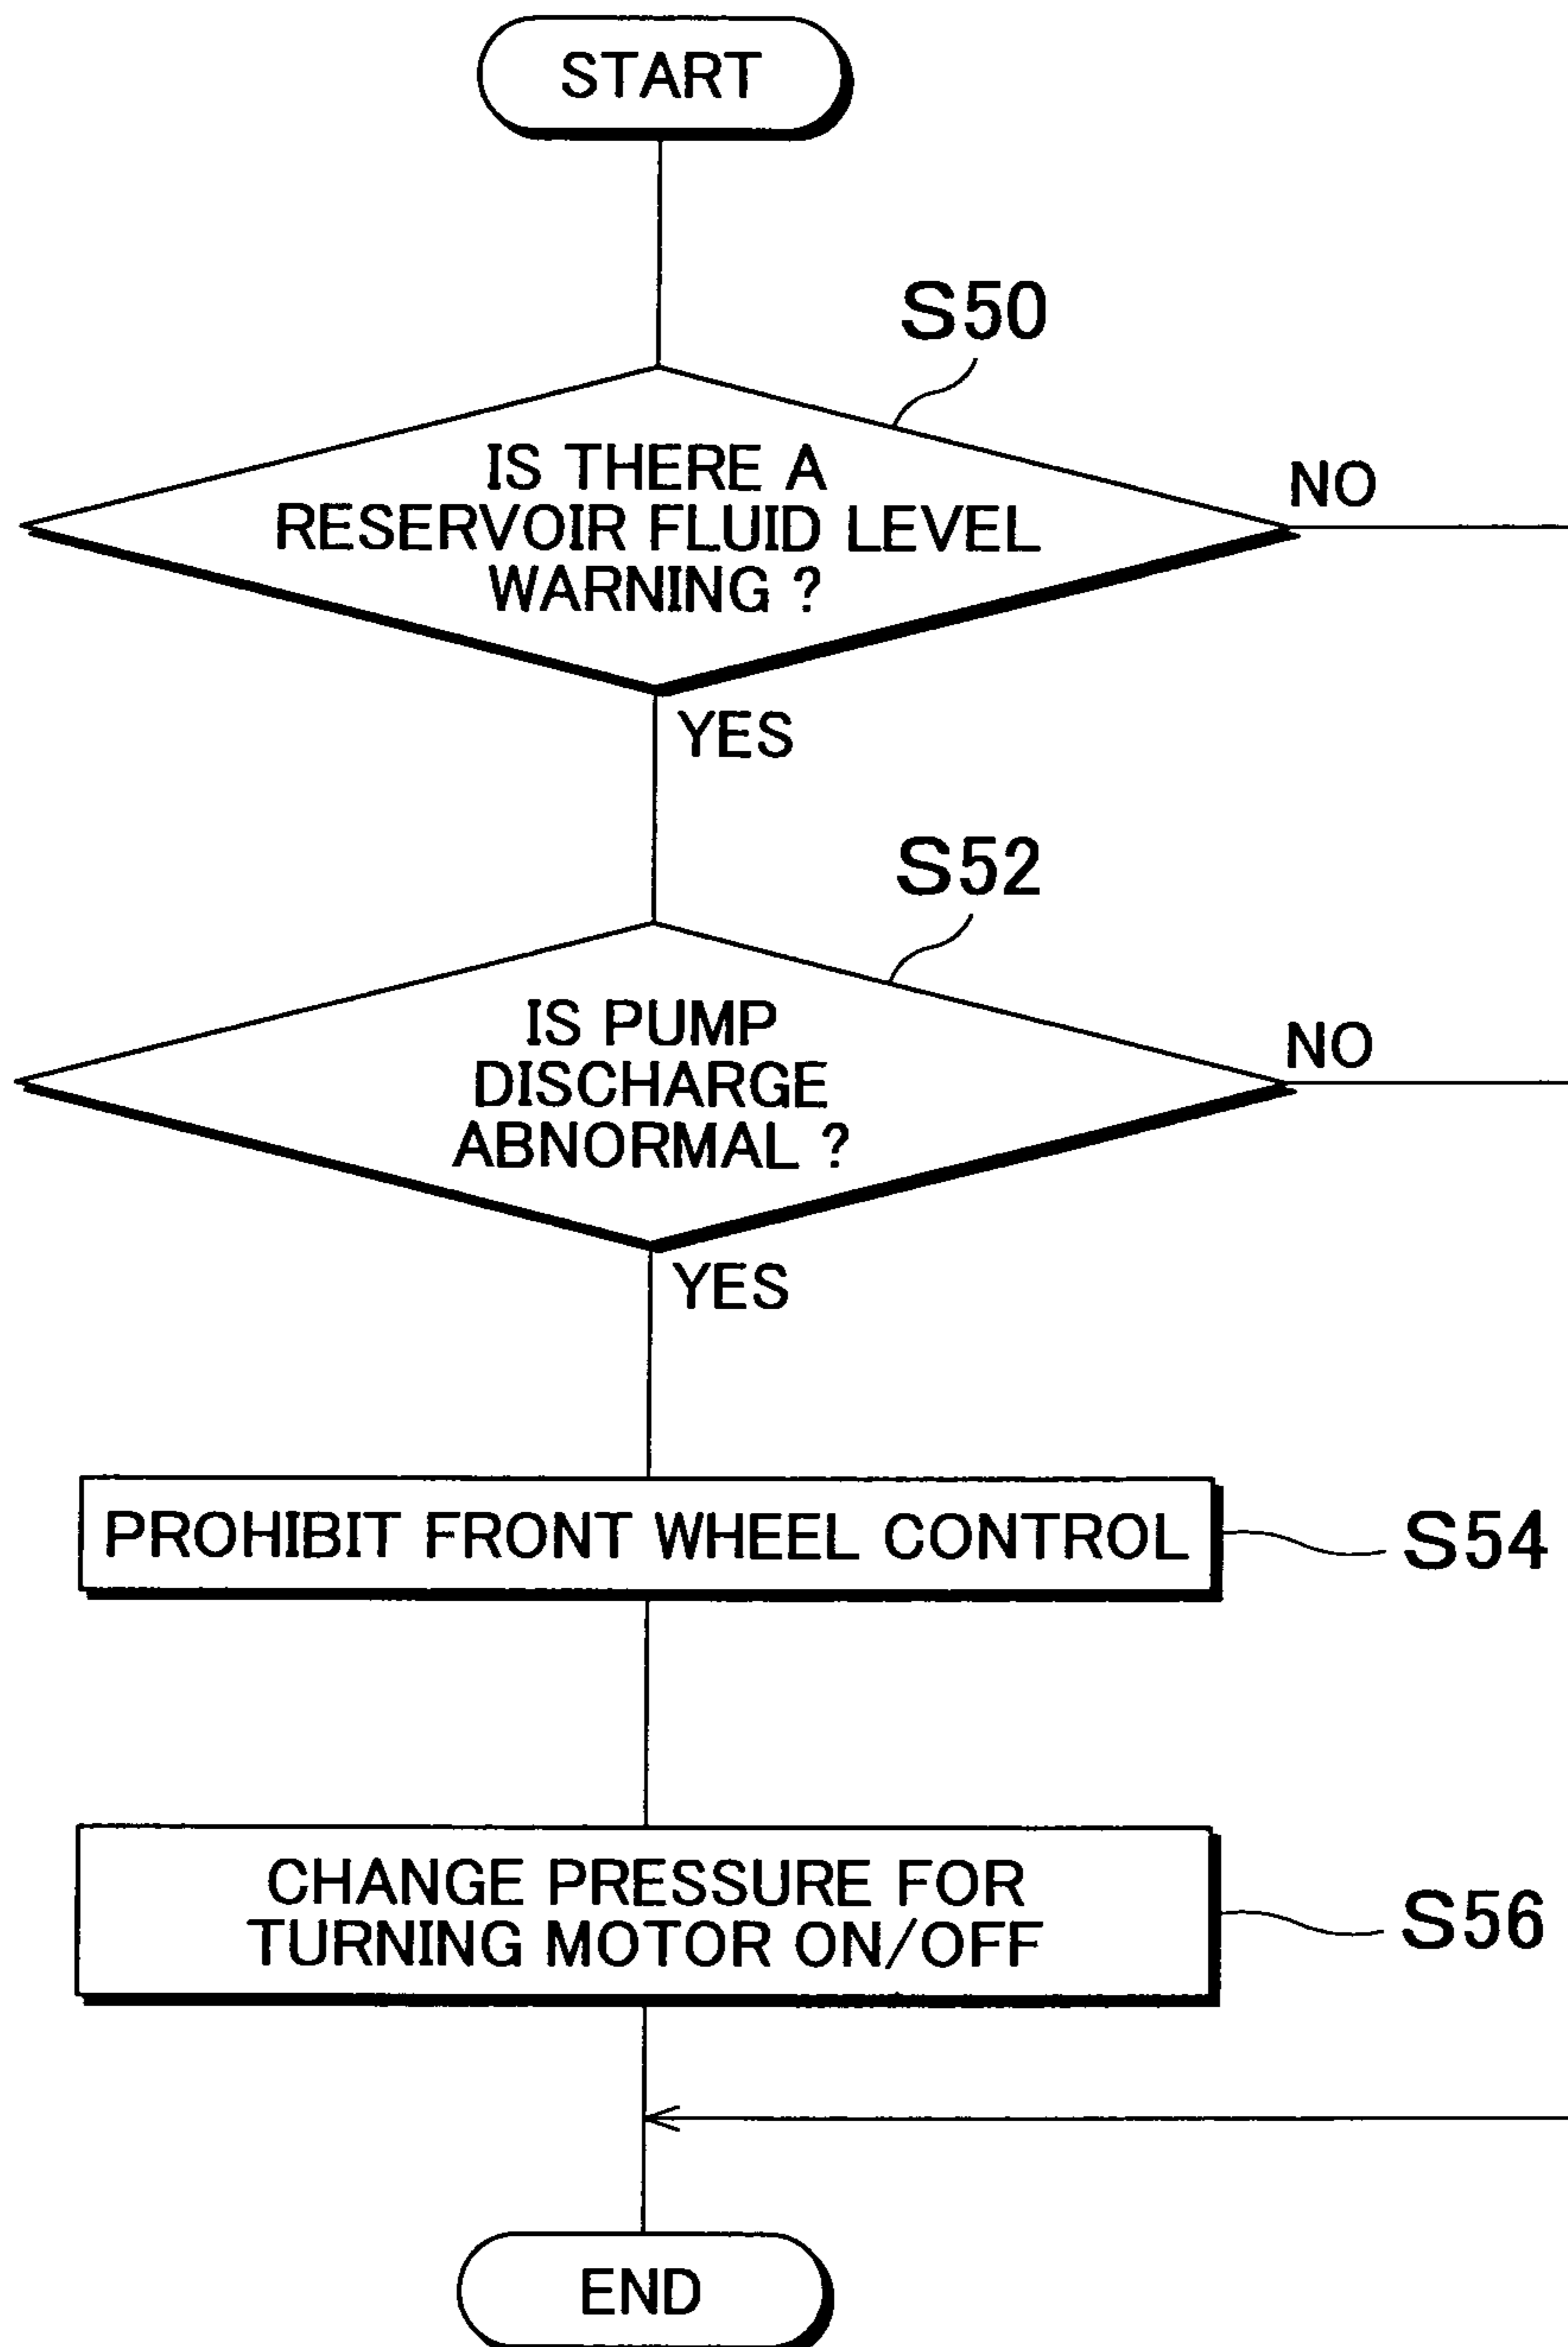 START
S50
IS THERE A
RESERVOIR FLUID LEVEL
WARNING ?
NO
YES
S52
IS PUMP
DISCHARGE
ABNORMAL ?
NO
YES
PROHIBIT FRONT WHEEL CONTROL
S54
CHANGE PRESSURE FOR
TURNING MOTOR ON/OFF
S56
END